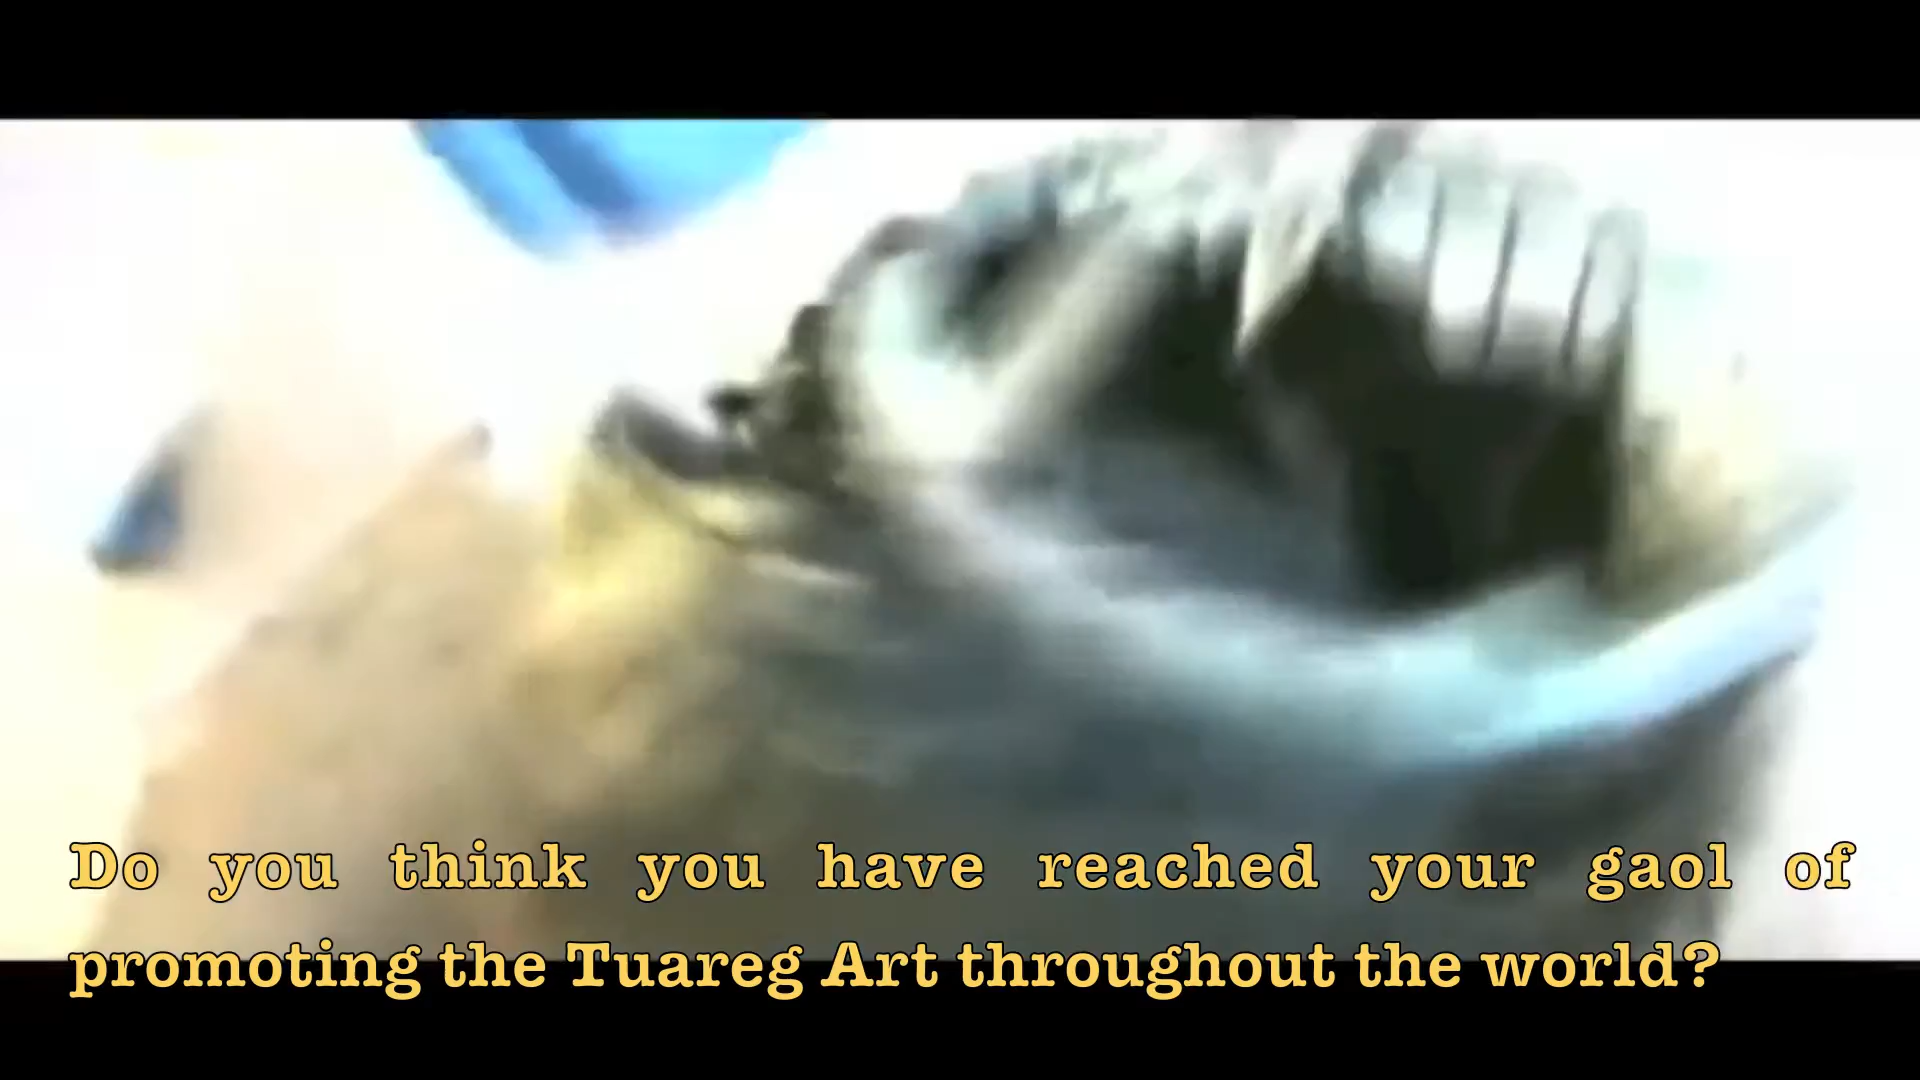 Do you think you have reached your gaol of
promoting the Tuareg Art throughout the world?